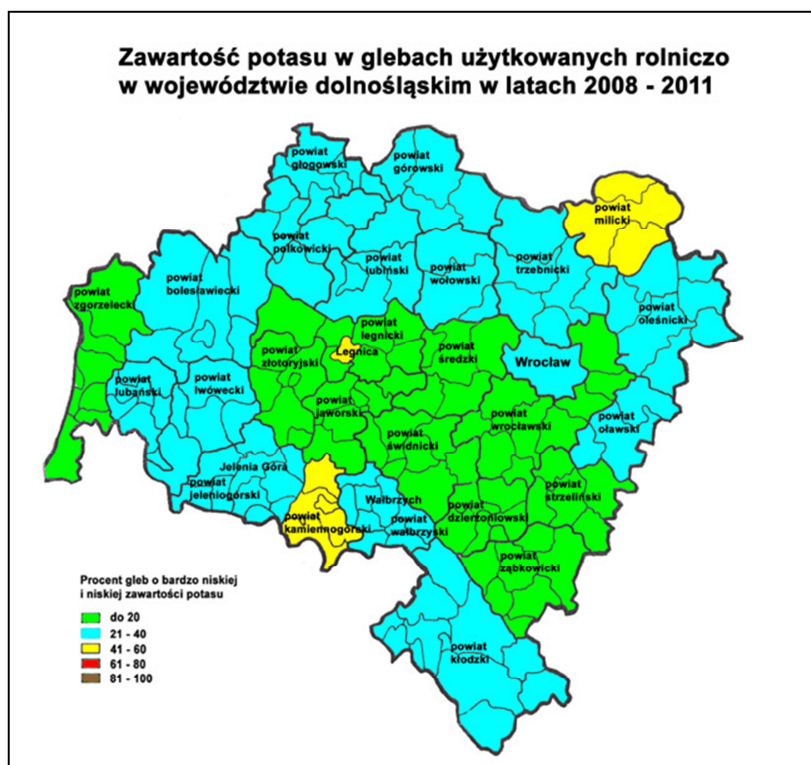 Zawartość potasu w glebach użytkowanych rolniczo
w województwie dolnośląskim w latach 2008 - 2011
powiat
głogowski
powiat
górowski
powiat
milicki
powiat
polkowicki
powiat
lubiński
powiat
wołowski
powiat
trzebnicki
powiat
bolesławiecki
powiat
zgorzelecki
powiat
oleśnicki
powiat
legnicki
Legnica
powiat
złotoryjski
powiat
średzki
Wrocław
powiat
lubański
powiat
lwówecki
powiat
jaworski
powiat
wrocławski
powiat
oławski
powiat
świdnicki
Jelenia Góra
powiat
jeleniogórski
Wałbrzych
powiat
strzeliński
powiat
kamiennogórski
powiat
wałbrzyski
powiat
dzierżoniowski
powiat
ząbkowicki
powiat
kłodzki
Procent gleb o bardzo niskiej
i niskiej zawartości potasu
do 20
21 - 40
41 - 60
61 - 80
81 - 100